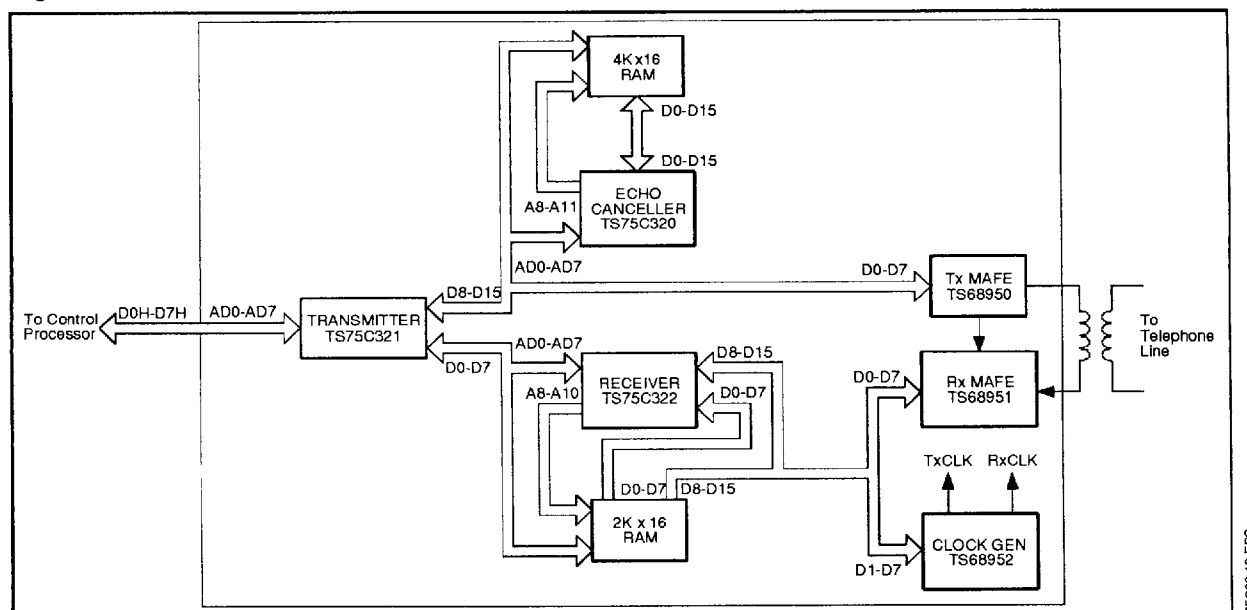 4K x 16
RAM
D0-D15
D0-D15
ECHO
CANCELLER
TS75C320
A8-A11
AD0-AD7
D0-D7
Tx MAFE
TS68950
D8-D15
To Control
Processor
D0H-D7H
AD0-AD7
TRANSMITTER
TS75C321
To
Telephone
Line
AD0-AD7
D8-D15
D0-D7
RECEIVER
TS75C322
A8-A10
D0-D7
D0-D7
Rx MAFE
TS68951
TxCLK
RxCLK
D0-D7
D8-D15
2K x 16
RAM
CLOCK GEN
TS68952
D1-D7